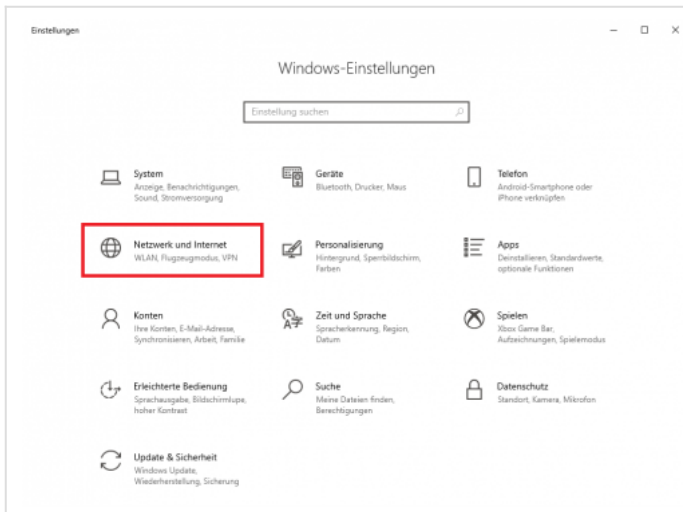 Einstellungen
Windows-Einstellungen
Einstellung suchen
System
Anzeige, Benachrichtigungen,
Sound, Stromversorgung
Geräte
Bluetooth, Drucker, Maus
Telefon
Android-Smartphone oder
iPhone verknüpfen
Netzwerk und Internet
WLAN, Flugzeugmodus, VPN
Personalisierung
Hintergrund, Sperrbildschirm,
Farben
Apps
Deinstallieren, Standardwerte,
optionale Funktionen
Konten
Ihre Konten, E-Mail-Adresse,
Synchronisieren, Arbeit, Familie
Zeit und Sprache
Spracherkennung, Region,
Datum
Spielen
Xbox Game Bar,
Aufzeichnungen, Spielemodus
Erleichterte Bedienung
Sprachausgabe, Bildschirmlupe,
hoher Kontrast
Suche
Meine Dateien finden,
Berechtigungen
Datenschutz
Standort, Kamera, Mikrofon
Update & Sicherheit
Windows Update,
Wiederherstellung, Sicherung